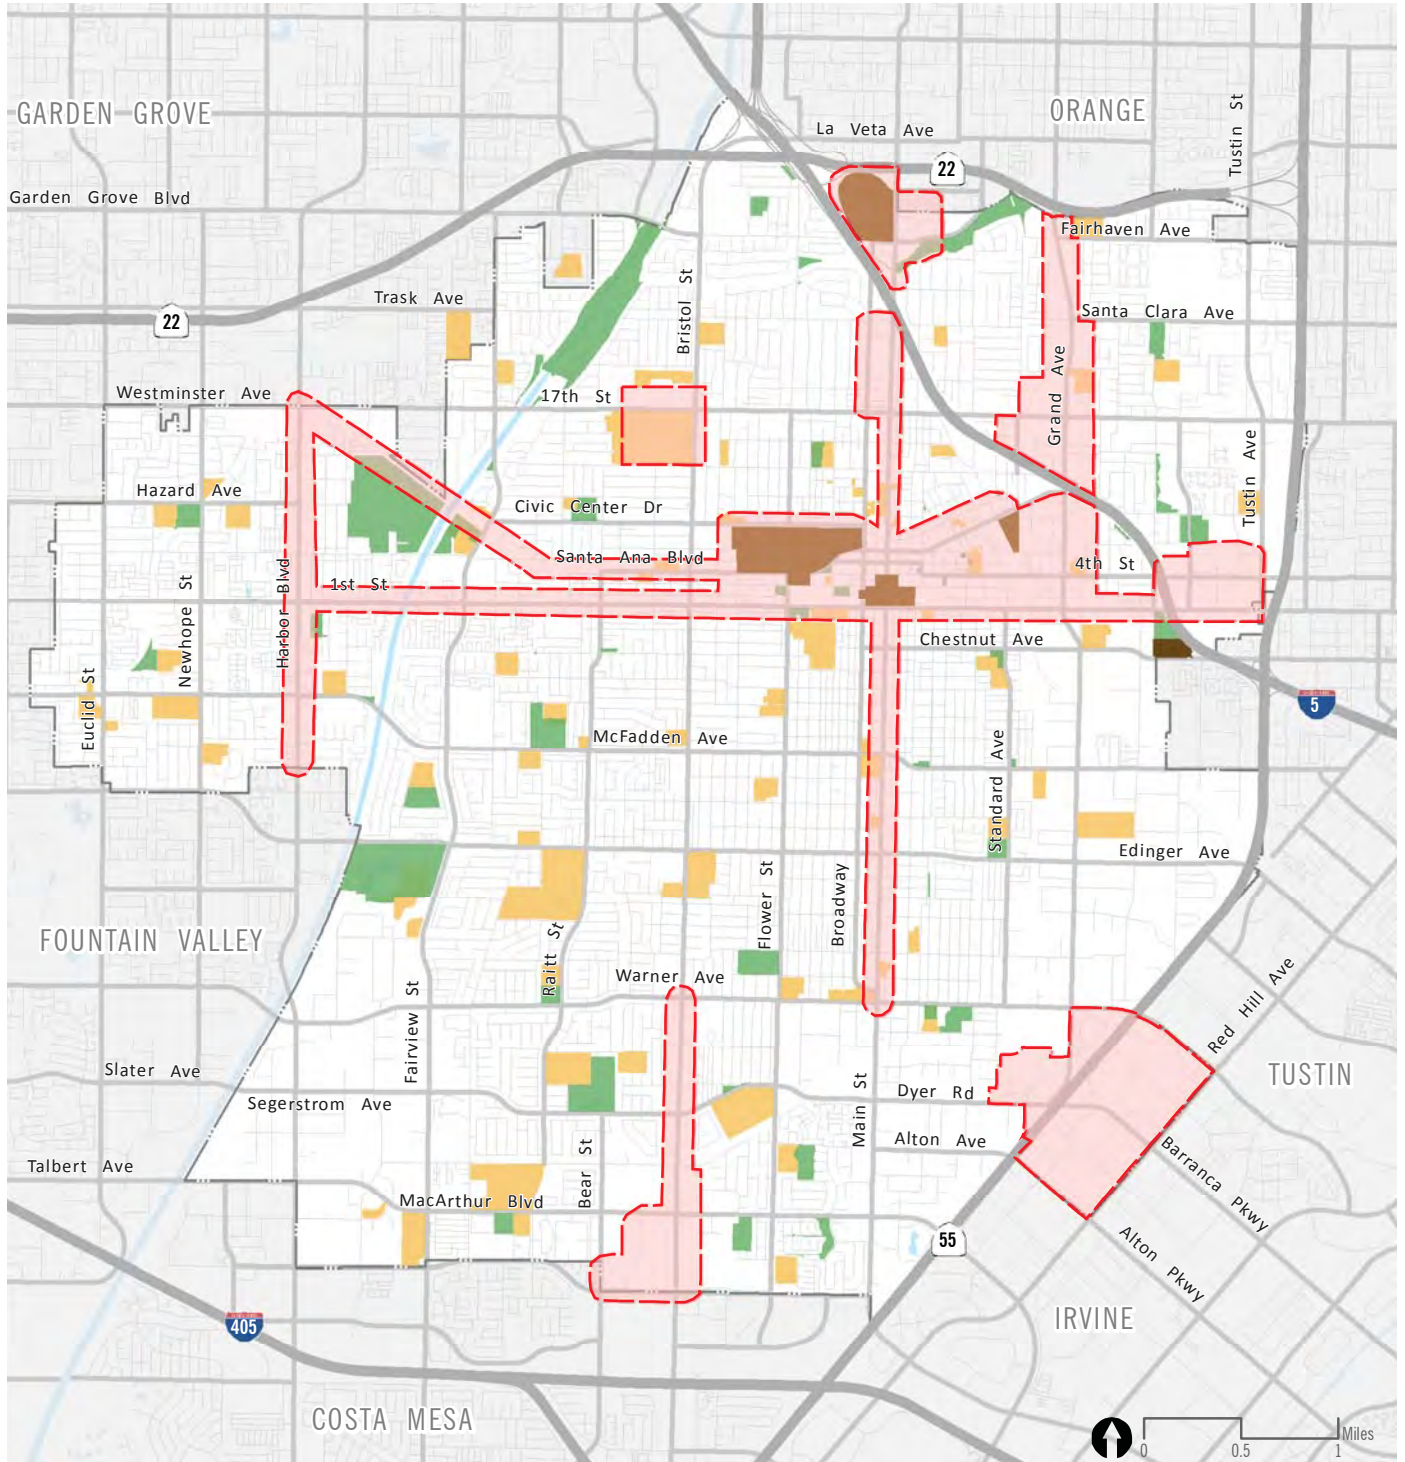 GARDEN GROVE
ORANGE
Tustin St
La Veta Ave
22
Garden Grove Blvd
Fairhaven Ave
Trask Ave
22
Bristol St
Santa Clara Ave
Westminster Ave
17th St
Grand Ave
Tustin Ave
Hazard Ave
Civic Center Dr
Santa Ana Blvd
4th St
1st St
Newhope St
Harbor Blvd
Chestnut Ave
Euclid St
5
McFadden Ave
Standard Ave
Edinger Ave
Flower St
Broadway
FOUNTAIN VALLEY
Raitt St
Warner Ave
Red Hill Ave
Fairview St
Slater Ave
TUSTIN
Segerstrom Ave
Dyer Rd
Main St
Alton Ave
Bear St
Talbert Ave
Barranca Pkwy
MacArthur Blvd
55
Alton Pkwy
405
IRVINE
COSTA MESA
Miles
0 0.5 1